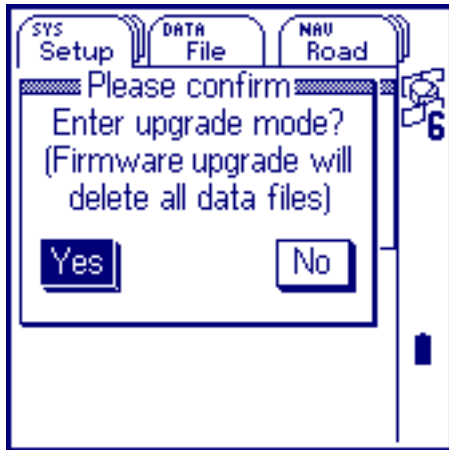 SYS DATA NAV
Setup File Road
Please confirm
Enter upgrade mode?
(Firmware upgrade will
delete all data files)
Yes No
6